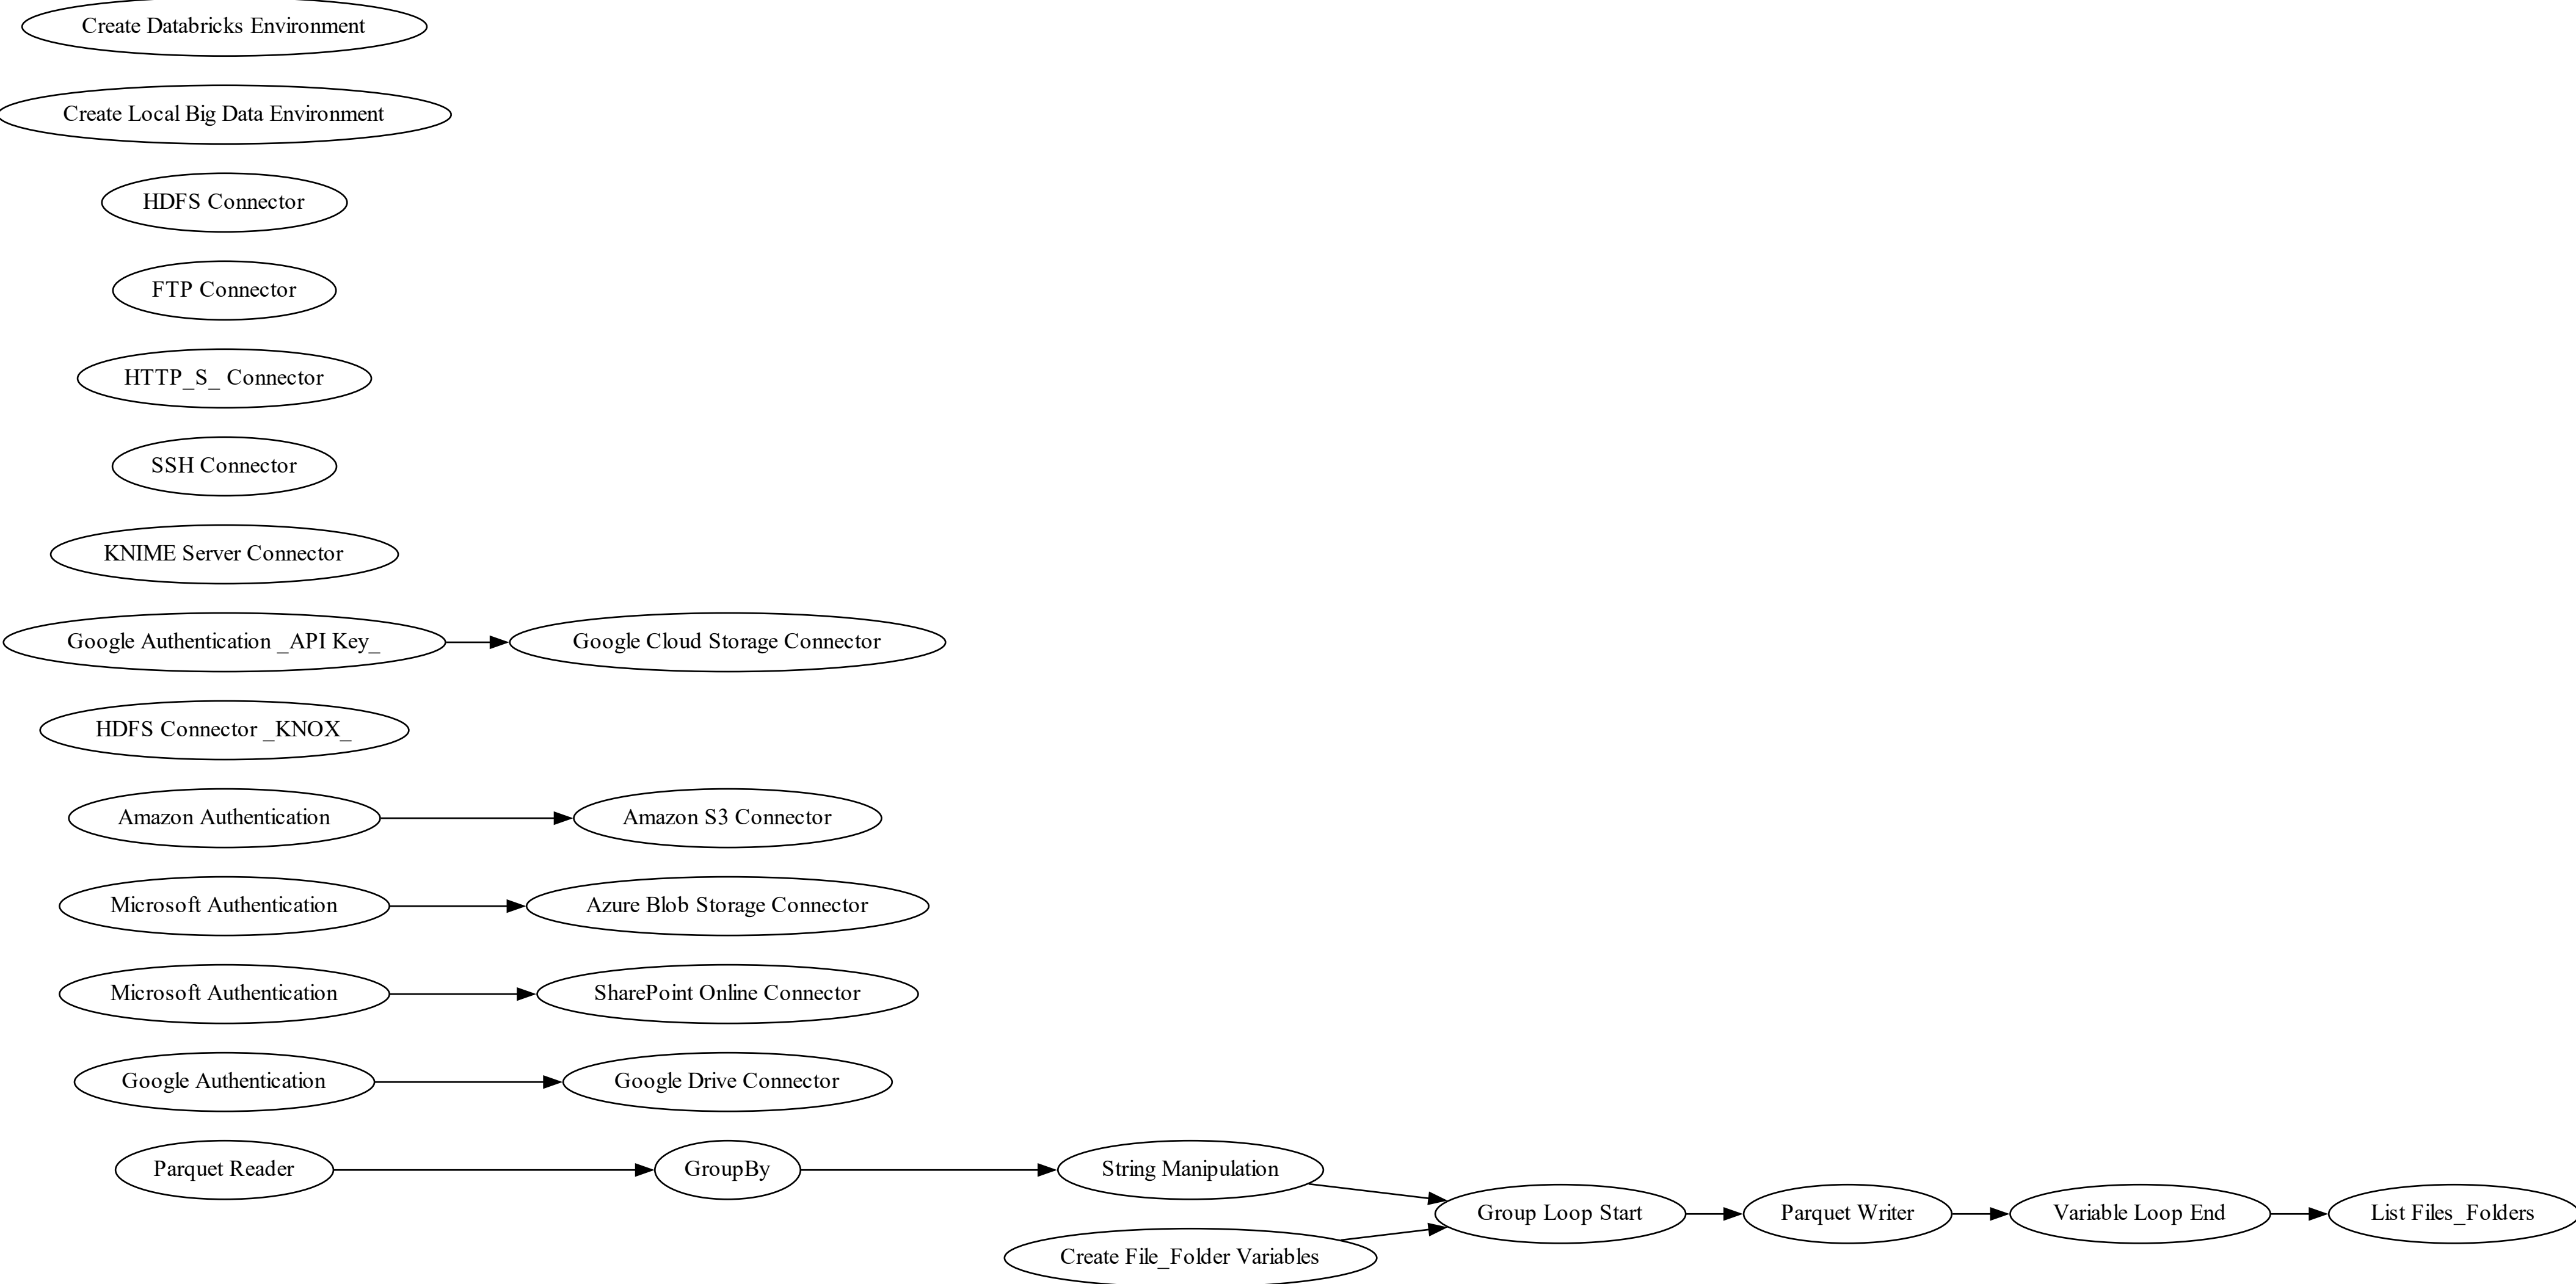 Create Databricks Environment
Create Local Big Data Environment
HDFS Connector
FTP Connector
HTTP_S_ Connector
SSH Connector
KNIME Server Connector
Google Authentication _API Key_
Google Cloud Storage Connector
HDFS Connector _KNOX_
Amazon Authentication
Amazon S3 Connector
Microsoft Authentication
Azure Blob Storage Connector
Microsoft Authentication
SharePoint Online Connector
Google Authentication
Google Drive Connector
Parquet Reader
GroupBy
String Manipulation
Group Loop Start
Parquet Writer
Variable Loop End
List Files_Folders
Create File_Folder Variables